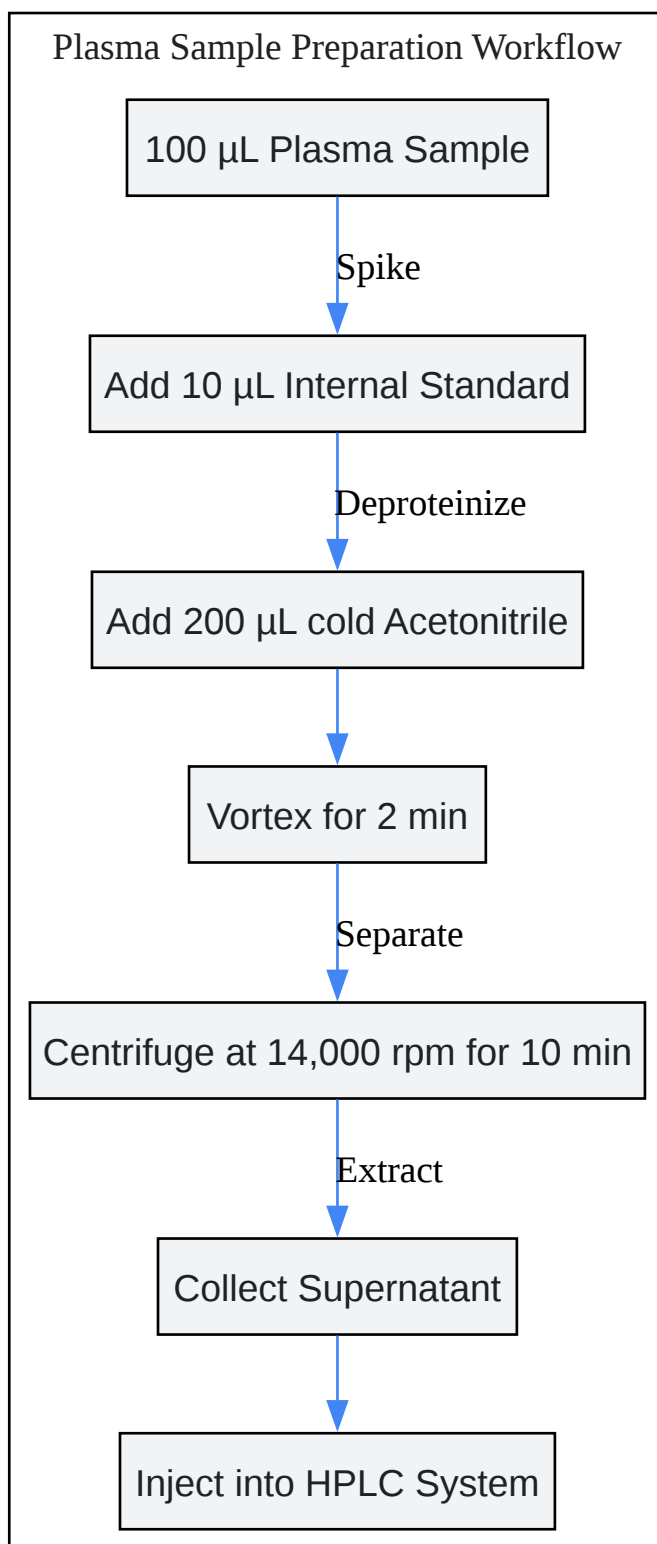 Plasma Sample Preparation Workflow
100 µL Plasma Sample
Spike
Add 10 µL Internal Standard
Deproteinize
Add 200 µL cold Acetonitrile
Vortex for 2 min
Separate
Centrifuge at 14,000 rpm for 10 min
Extract
Collect Supernatant
Inject into HPLC System